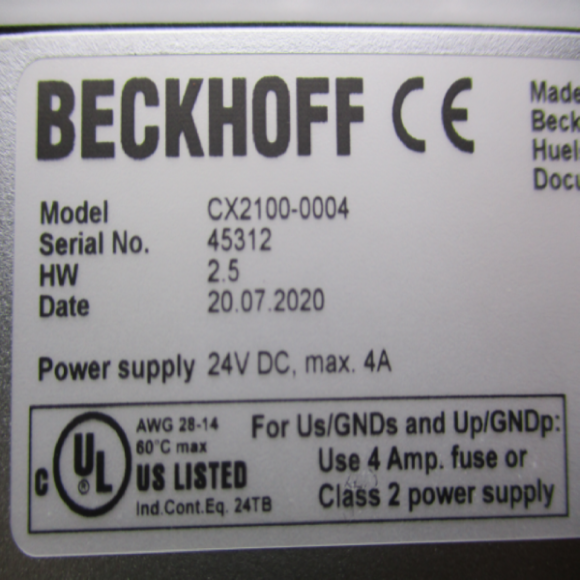 BECKHOFF CE
Made
Beck
Huel
Docu
Model CX2100-0004
Serial No. 45312
HW 2.5
Date 20.07.2020
Power supply 24V DC, max. 4A
c UL US LISTED
AWG 28-14
60°C max
Ind.Cont.Eq. 24TB
For Us/GNDs and Up/GNDp:
Use 4 Amp. fuse or
Class 2 power supply